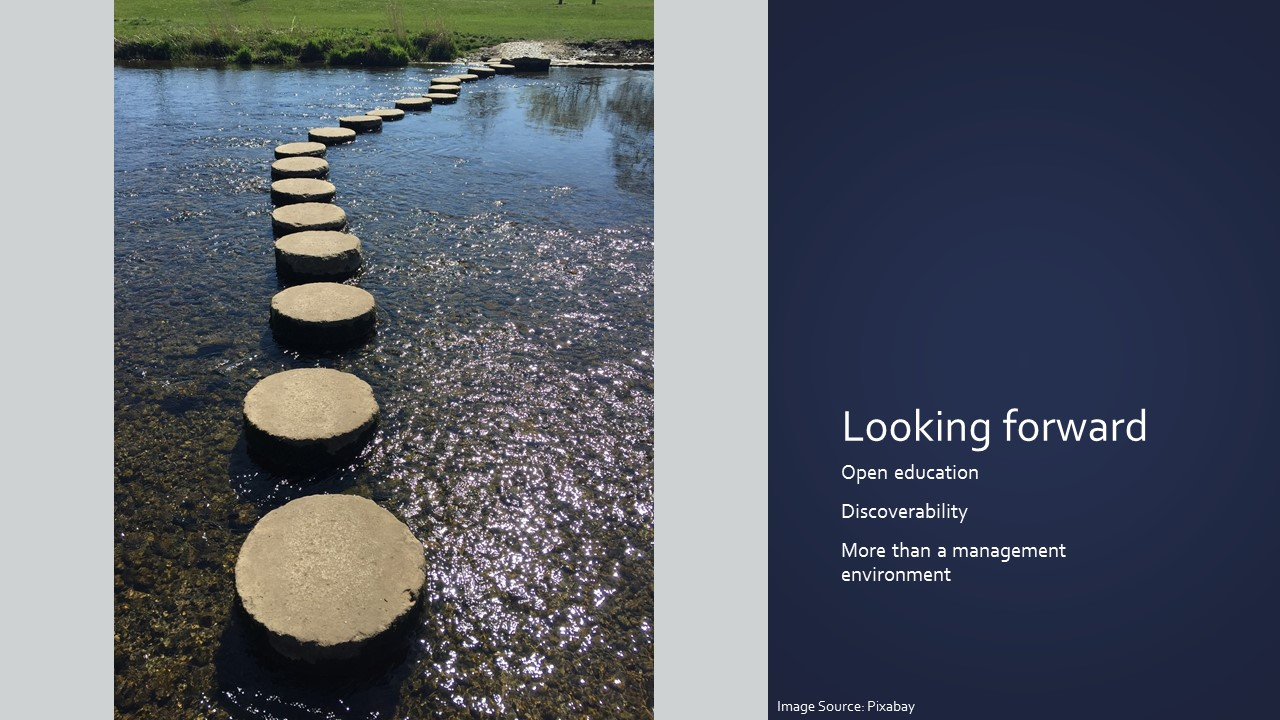 Looking forward
Open education
Discoverability
More than a management
environment
Image Source: Pixabay